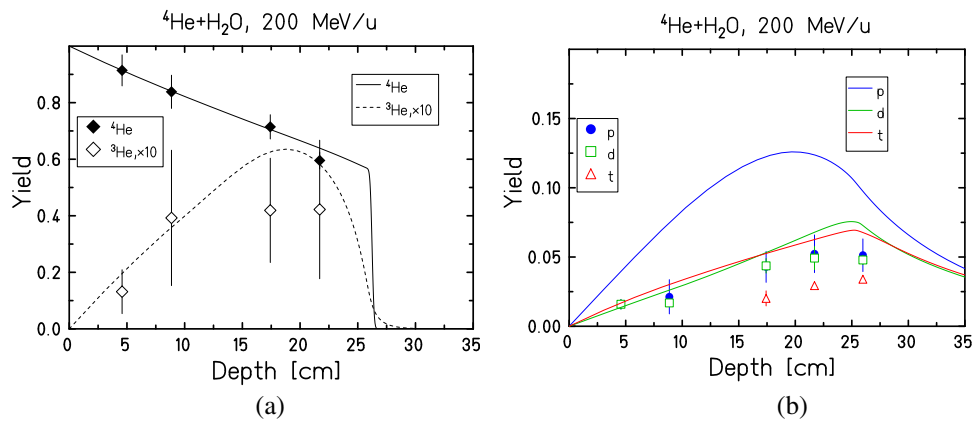 ⁴He+H₂O, 200 MeV/u
Yield
1.0
0.8
0.6
0.4
0.2
0.0
⁴He
³He,×10
⁴He
³He,×10
0 5 10 15 20 25 30 35
Depth [cm]
(a)
⁴He+H₂O, 200 MeV/u
Yield
0.15
0.10
0.05
0.00
p
d
t
p
d
t
0 5 10 15 20 25 30 35
Depth [cm]
(b)